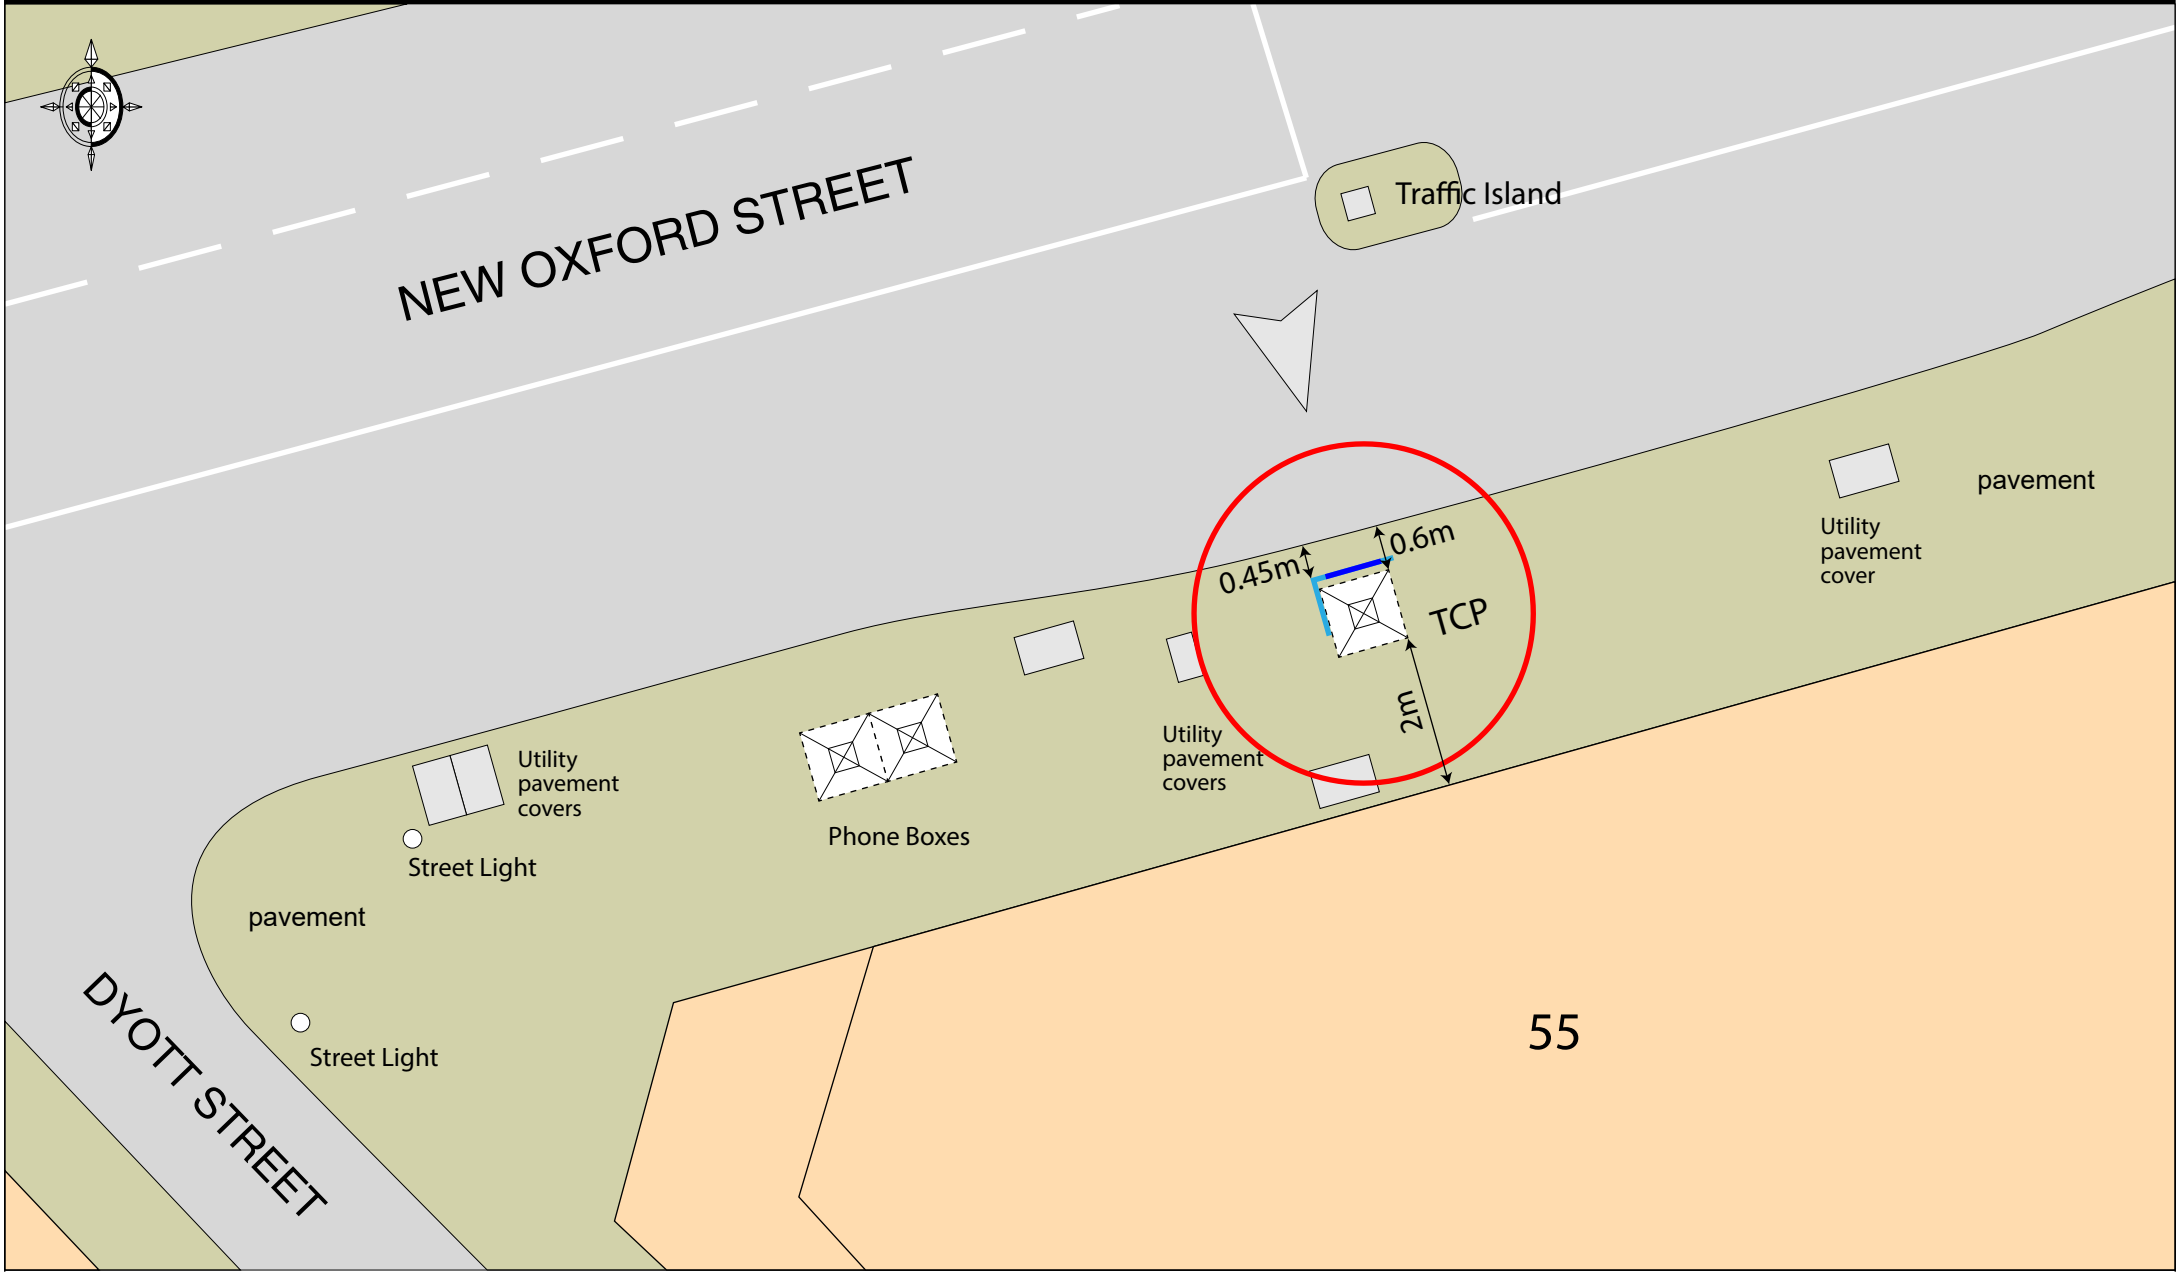 NEW OXFORD STREET
Traffic Island
0.6m
0.45m
TCP
2m
pavement
Utility
pavement
cover
Utility
pavement
covers
Utility
pavement
covers
Phone Boxes
Street Light
pavement
Street Light
DYOTT STREET
55